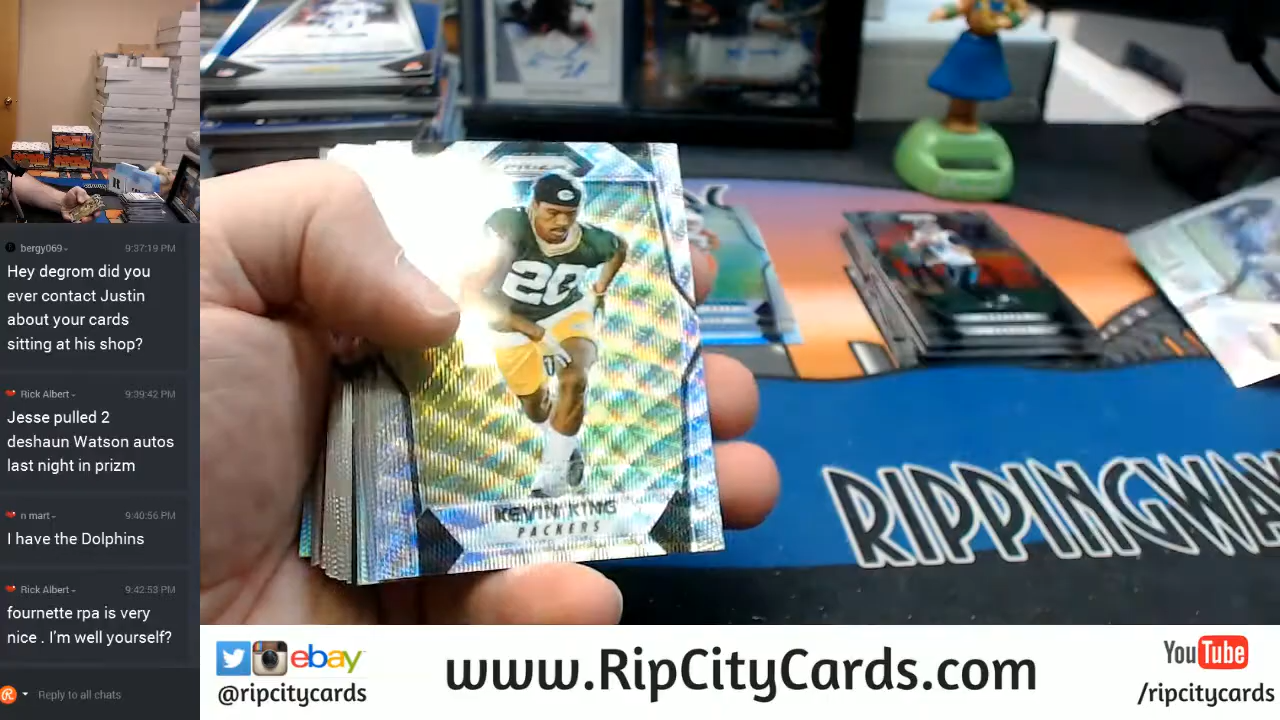 bergy069 - 9:37:19 PM
Hey degrom did you
ever contact Justin
about your cards
sitting at his shop?
Rick Albert - 9:39:42 PM
Jesse pulled 2
deshaun Watson autos
last night in prizm
n mart - 9:40:56 PM
I have the Dolphins
Rick Albert - 9:42:53 PM
fournette rpa is very
nice . I'm well yourself?
Reply to all chats
PRIZM
20
KEVIN KING
PACKERS
RIPPINGWA
ebay
@ripcitycards
www.RipCityCards.com
YouTube
/ripcitycards